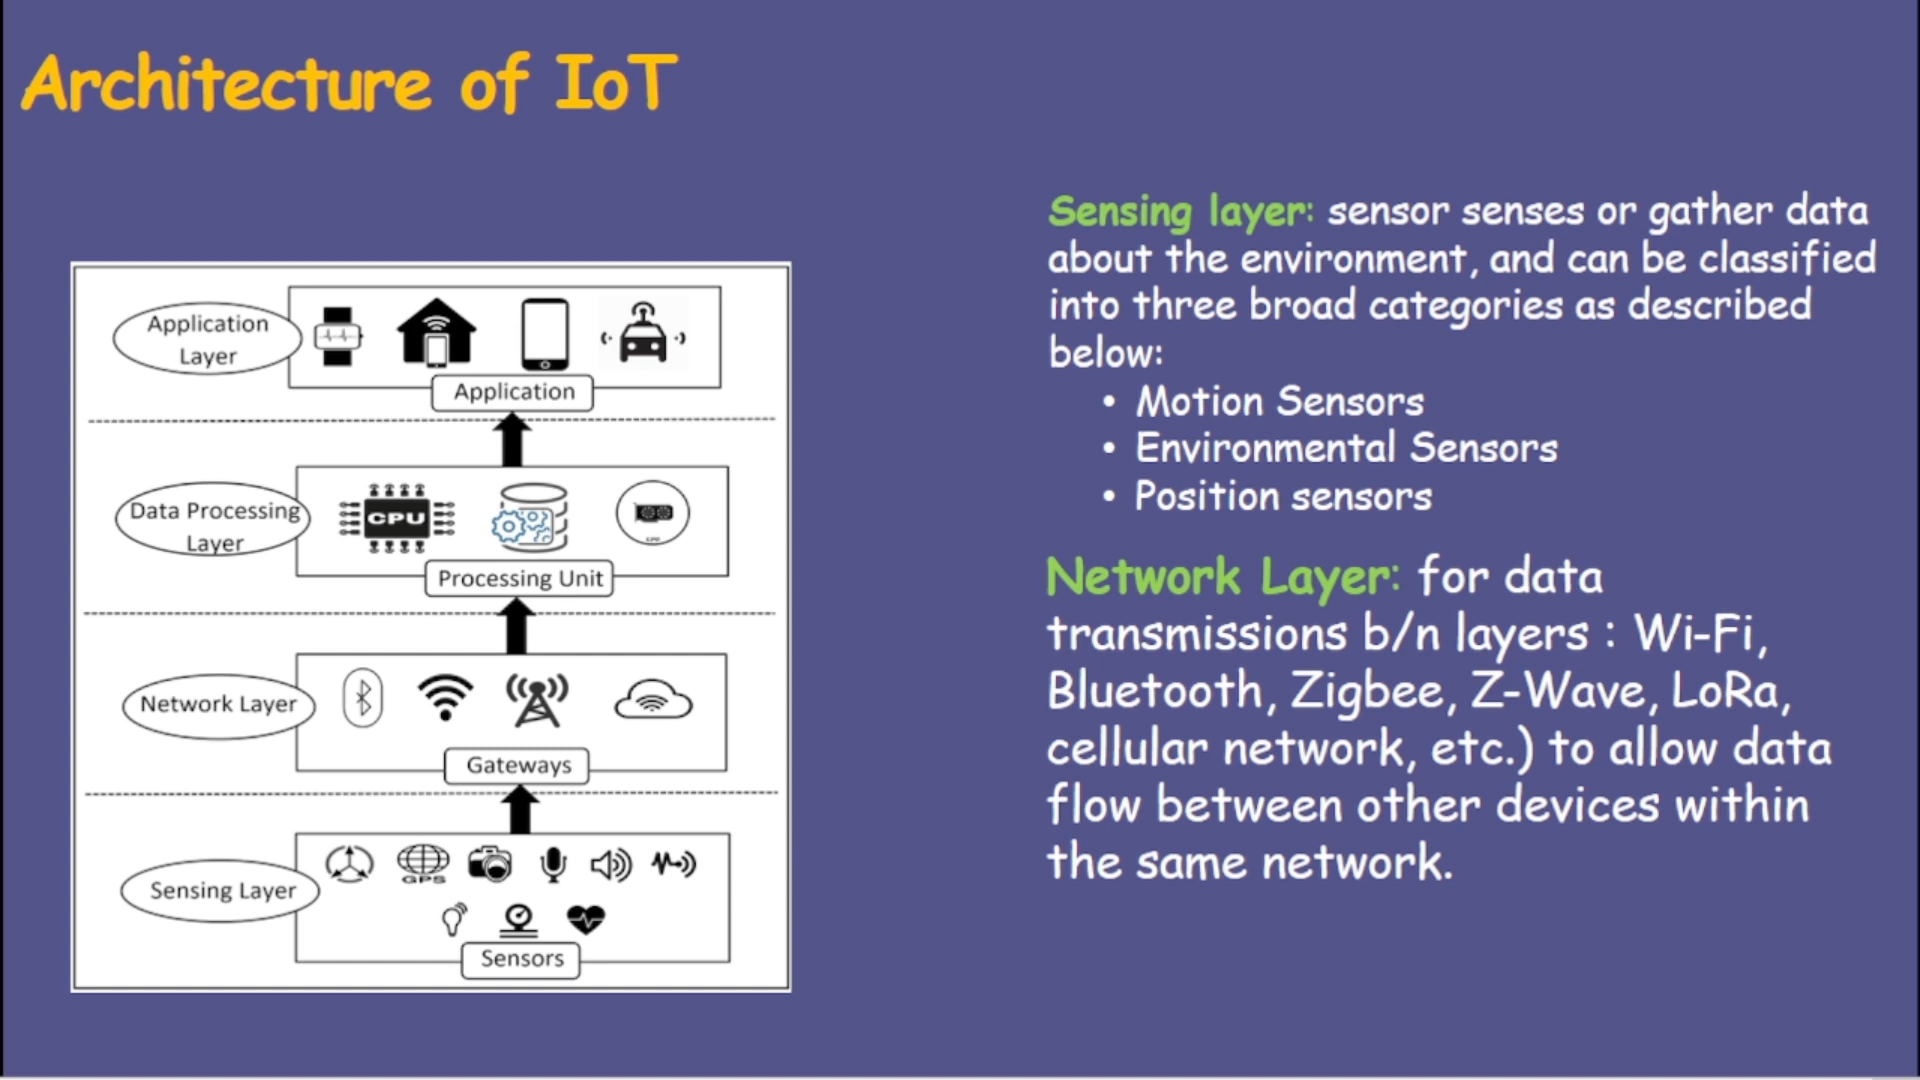 Architecture of IoT
Application
Layer
Application
Data Processing
Layer
CPU
Processing Unit
Network Layer
Gateways
GPS
Sensing Layer
Sensors
Sensing layer: sensor senses or gather data
about the environment, and can be classified
into three broad categories as described
below:
• Motion Sensors
• Environmental Sensors
• Position sensors
Network Layer: for data
transmissions b/n layers : Wi-Fi,
Bluetooth, Zigbee, Z-Wave, LoRa,
cellular network, etc.) to allow data
flow between other devices within
the same network.